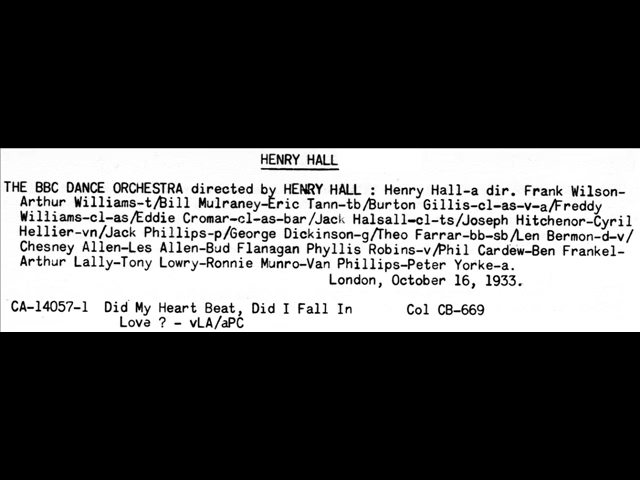 HENRY HALL
THE BBC DANCE ORCHESTRA directed by HENRY HALL : Henry Hall-a dir. Frank Wilson-
Arthur Williams-t/Bill Mulraney-Eric Tann-tb/Burton Gillis-cl-as-v-a/Freddy
Williams-cl-as/Eddie Cromar-cl-as-bar/Jack Halsall-cl-ts/Joseph Hitchenor-Cyril
Hellier-vn/Jack Phillips-p/George Dickinson-g/Theo Farrar-bb-sb/Len Bermon-d-v/
Chesney Allen-Les Allen-Bud Flanagan Phyllis Robins-v/Phil Cardew-Ben Frankel-
Arthur Lally-Tony Lowry-Ronnie Munro-Van Phillips-Peter Yorke-a.
London, October 16, 1933.
CA-14057-1 Did My Heart Beat, Did I Fall In Col CB-669
Love ? - vLA/aPC